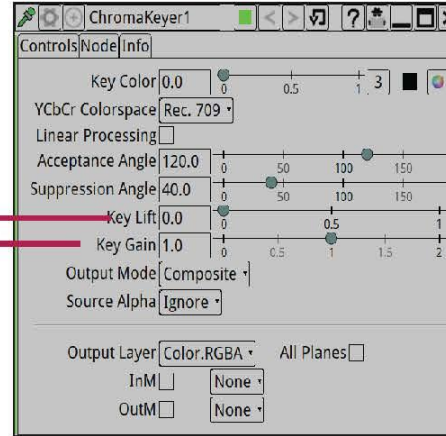 ChromaKeyer1 < > ?
Controls Node Info
Key Color 0.0 0 0.5 1 3
YCbCr Colorspace Rec. 709
Linear Processing
Acceptance Angle 120.0 0 50 100 150
Suppression Angle 40.0 0 50 100 150
Key Lift 0.0 0 0.5 1
Key Gain 1.0 0 0.5 1 1.5 2
Output Mode Composite
Source Alpha Ignore
Output Layer Color.RGBA All Planes
InM None
OutM None